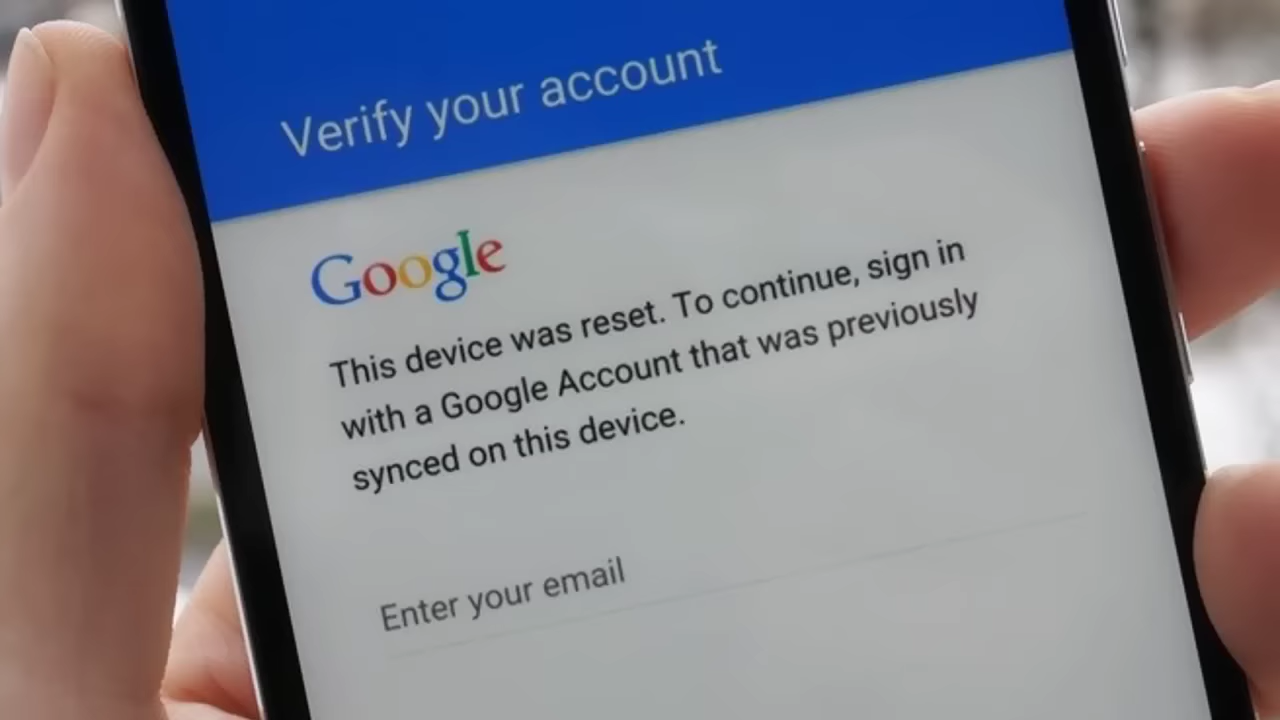 Verify your account
Google
This device was reset. To continue, sign in
with a Google Account that was previously
synced on this device.
Enter your email